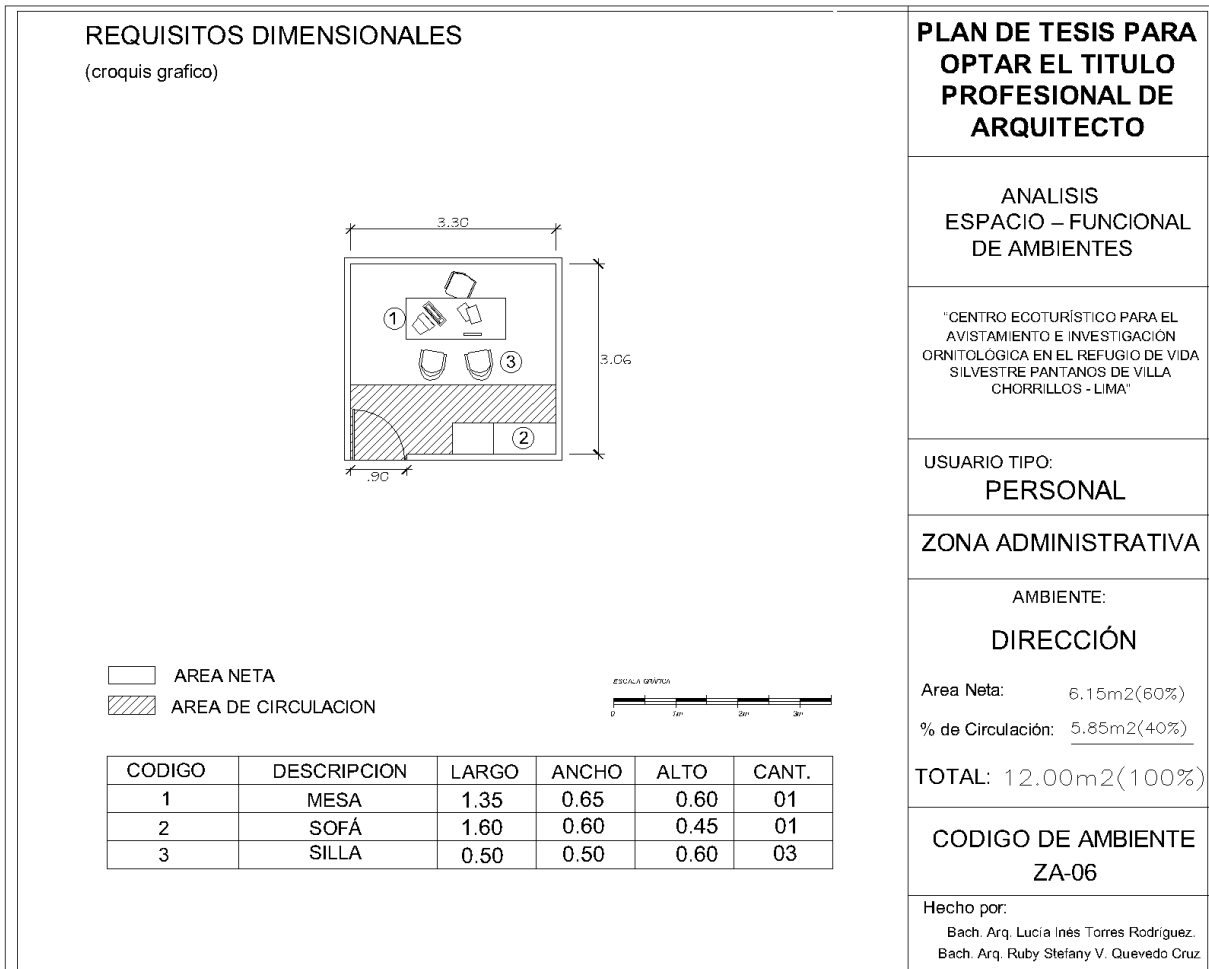 REQUISITOS DIMENSIONALES
(croquis grafico)
3.30
1
3
3.06
2
.90
AREA NETA
AREA DE CIRCULACION
ESCALA GRÁFICA
0 1m 2m 3m
CODIGO DESCRIPCION LARGO ANCHO ALTO CANT.
1 MESA 1.35 0.65 0.60 01
2 SOFÁ 1.60 0.60 0.45 01
3 SILLA 0.50 0.50 0.60 03
PLAN DE TESIS PARA
OPTAR EL TITULO
PROFESIONAL DE
ARQUITECTO
ANALISIS
ESPACIO – FUNCIONAL
DE AMBIENTES
"CENTRO ECOTURÍSTICO PARA EL
AVISTAMIENTO E INVESTIGACIÓN
ORNITOLÓGICA EN EL REFUGIO DE VIDA
SILVESTRE PANTANOS DE VILLA
CHORRILLOS - LIMA"
USUARIO TIPO:
PERSONAL
ZONA ADMINISTRATIVA
AMBIENTE:
DIRECCIÓN
Area Neta: 6.15m2(60%)
% de Circulación: 5.85m2(40%)
TOTAL: 12.00m2(100%)
CODIGO DE AMBIENTE
ZA-06
Hecho por:
Bach. Arq. Lucía Inés Torres Rodríguez.
Bach. Arq. Ruby Stefany V. Quevedo Cruz